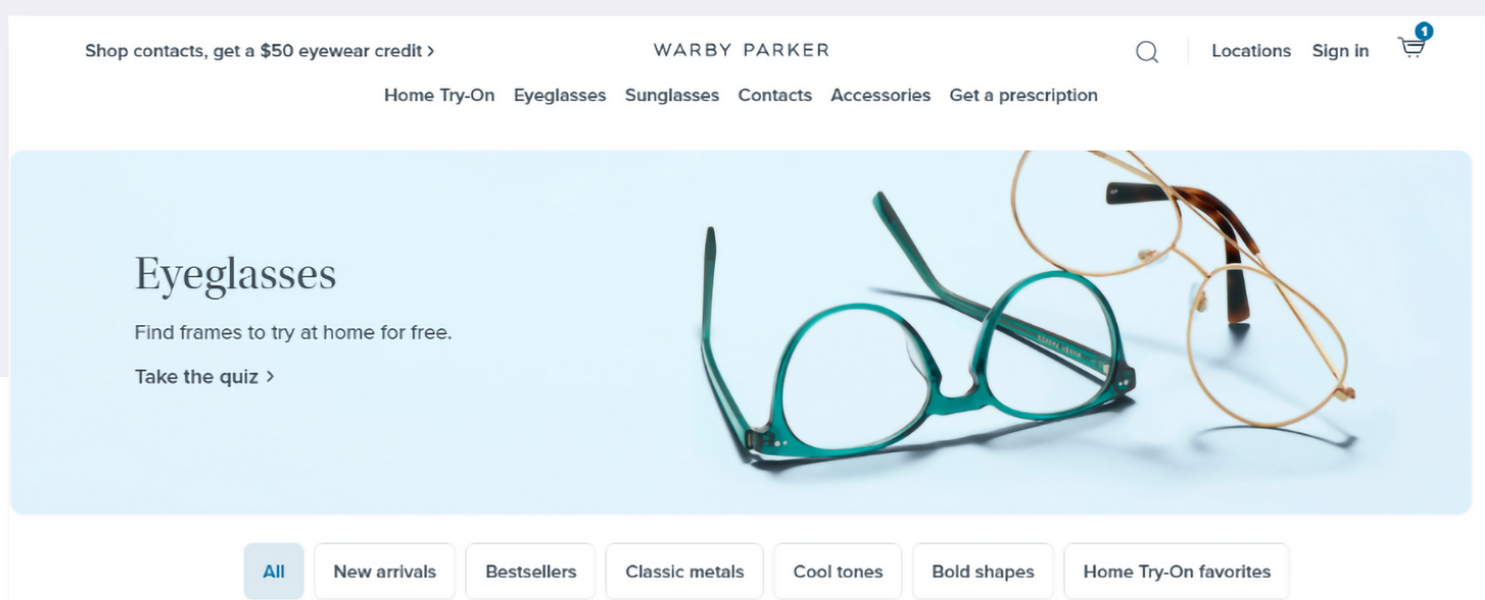 Shop contacts, get a $50 eyewear credit >
WARBY PARKER
Locations Sign in 1
Home Try-On Eyeglasses Sunglasses Contacts Accessories Get a prescription
Eyeglasses
Find frames to try at home for free.
Take the quiz >
All New arrivals Bestsellers Classic metals Cool tones Bold shapes Home Try-On favorites